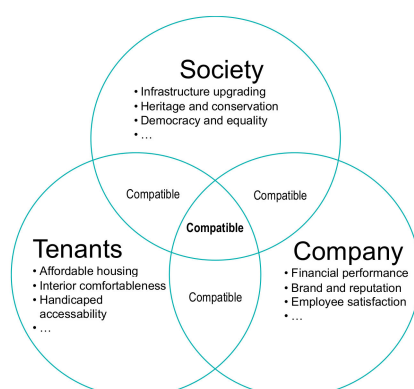 Society
• Infrastructure upgrading
• Heritage and conservation
• Democracy and equality
• ...
Compatible
Compatible
Compatible
Tenants
• Affordable housing
• Interior comfortableness
• Handicaped
accessability
• ...
Company
• Financial performance
• Brand and reputation
• Employee satisfaction
• ...
Compatible